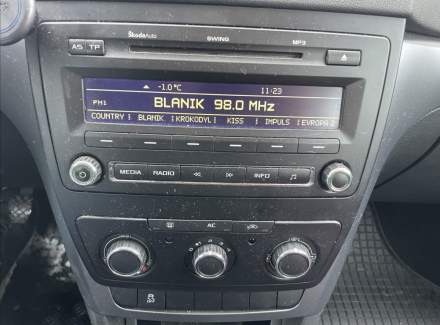 ŠkodaAuto SWING MP3
AS TP
-1.0°C 11:23
FM1 BLANIK 98.0 MHz
COUNTRY BLANIK KROKODYL KISS IMPULS EVROPA 2
MEDIA RADIO INFO
AC